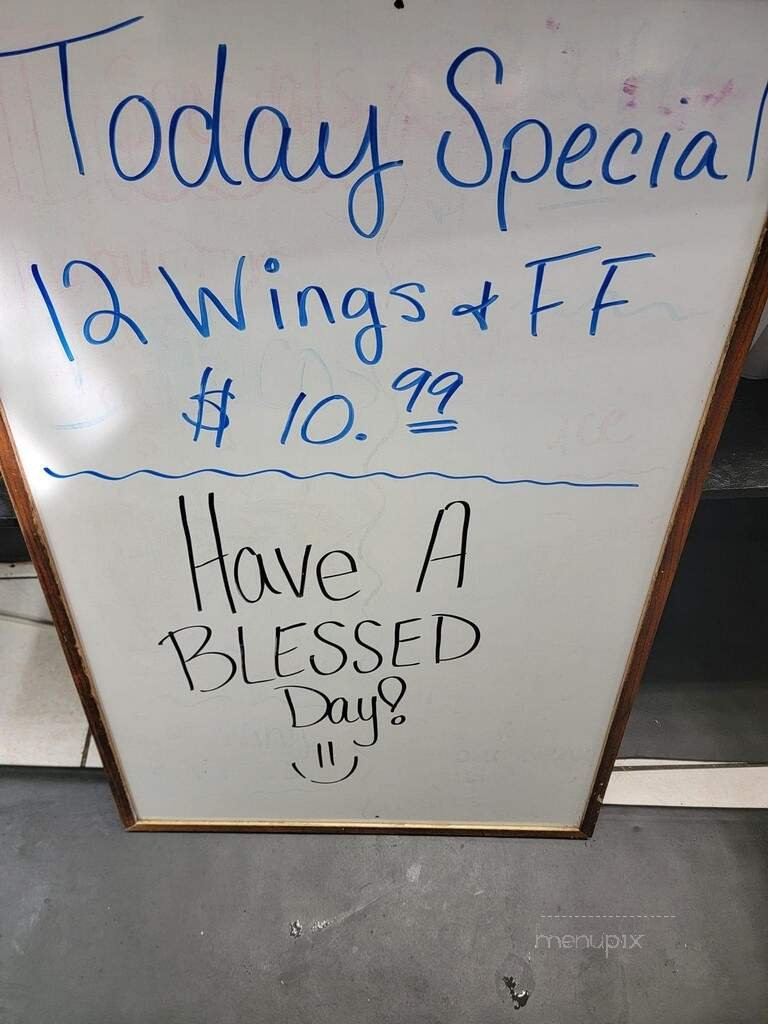 Today Special
12 Wings & FF
$ 10.99
Have A
BLESSED
Day!
menupix